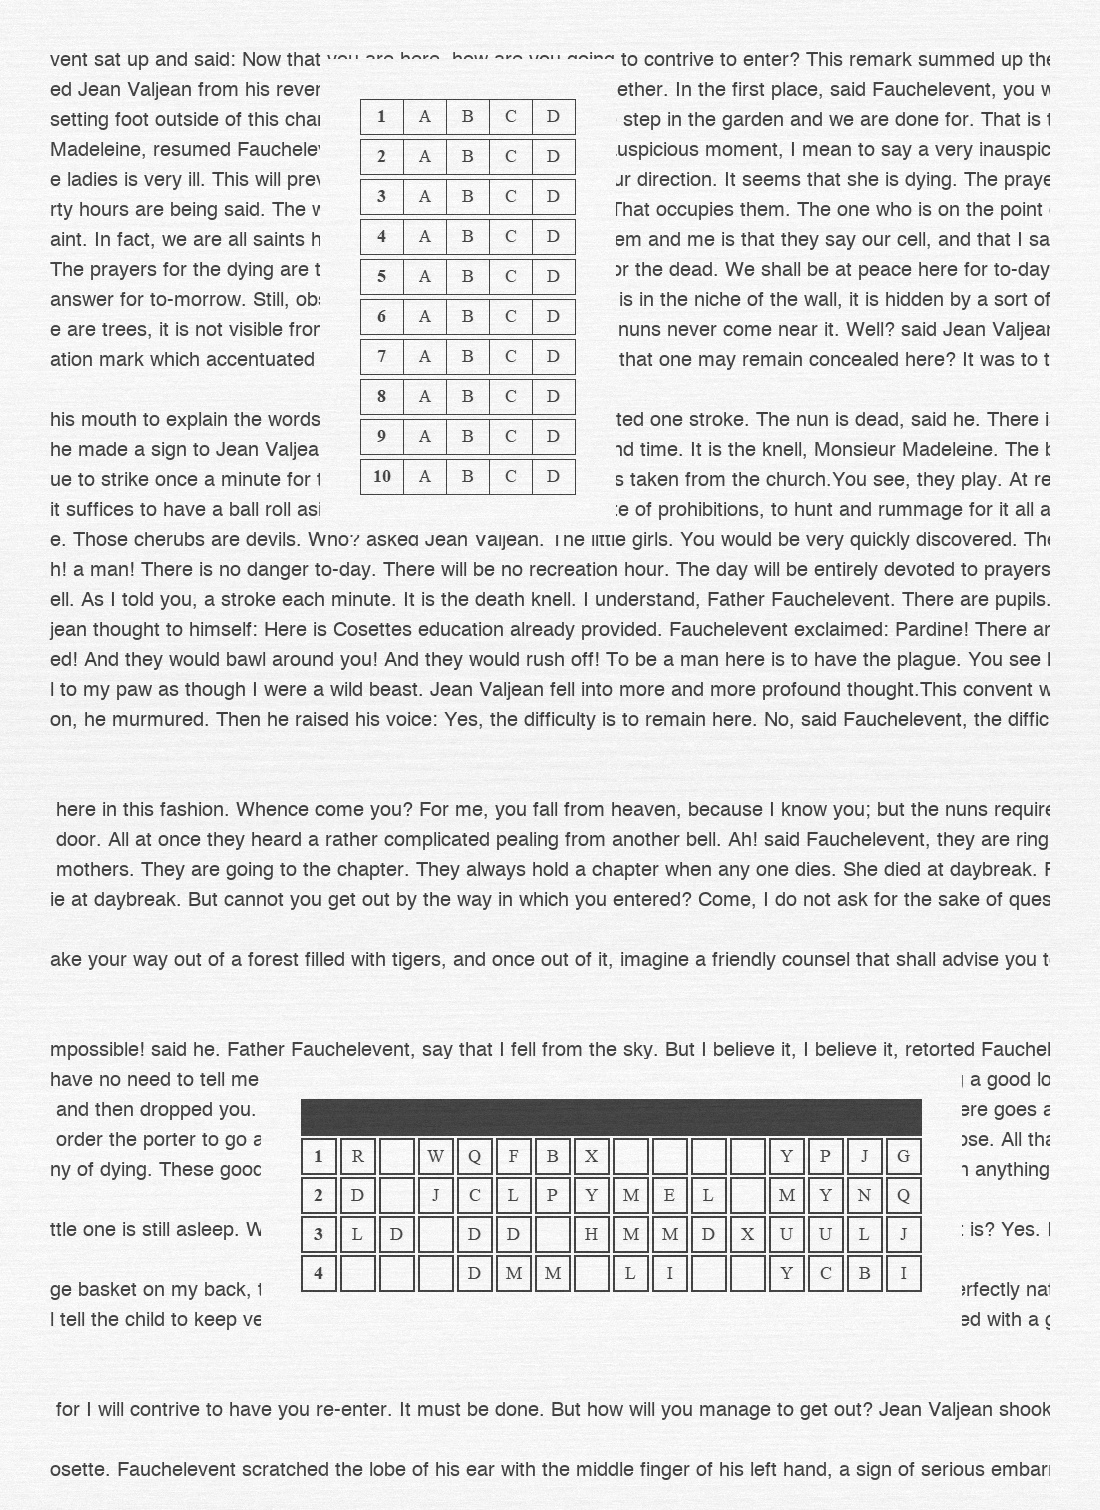 vent sat up and said: Now that you are here, how are you going to contrive to enter? This remark summed up the
ed Jean Valjean from his rever ether. In the first place, said Fauchelevent, you w
setting foot outside of this char step in the garden and we are done for. That is t
Madeleine, resumed Fauchelev uspicious moment, I mean to say a very inauspic
e ladies is very ill. This will prev ur direction. It seems that she is dying. The praye
rty hours are being said. The w That occupies them. The one who is on the point
aint. In fact, we are all saints h em and me is that they say our cell, and that I sa
The prayers for the dying are t or the dead. We shall be at peace here for to-day
answer for to-morrow. Still, obs is in the niche of the wall, it is hidden by a sort of
e are trees, it is not visible from nuns never come near it. Well? said Jean Valjean
ation mark which accentuated that one may remain concealed here? It was to t
his mouth to explain the words ted one stroke. The nun is dead, said he. There i
he made a sign to Jean Valjea nd time. It is the knell, Monsieur Madeleine. The b
ue to strike once a minute for t s taken from the church.You see, they play. At re
it suffices to have a ball roll asi e of prohibitions, to hunt and rummage for it all a
1 A B C D
2 A B C D
3 A B C D
4 A B C D
5 A B C D
6 A B C D
7 A B C D
8 A B C D
9 A B C D
10 A B C D
e. Those cherubs are devils. Who? asked Jean Valjean. The little girls. You would be very quickly discovered. The
h! a man! There is no danger to-day. There will be no recreation hour. The day will be entirely devoted to prayers
ell. As I told you, a stroke each minute. It is the death knell. I understand, Father Fauchelevent. There are pupils.
jean thought to himself: Here is Cosettes education already provided. Fauchelevent exclaimed: Pardine! There ar
ed! And they would bawl around you! And they would rush off! To be a man here is to have the plague. You see
l to my paw as though I were a wild beast. Jean Valjean fell into more and more profound thought.This convent w
on, he murmured. Then he raised his voice: Yes, the difficulty is to remain here. No, said Fauchelevent, the diffic
here in this fashion. Whence come you? For me, you fall from heaven, because I know you; but the nuns require
door. All at once they heard a rather complicated pealing from another bell. Ah! said Fauchelevent, they are ring
mothers. They are going to the chapter. They always hold a chapter when any one dies. She died at daybreak. P
ie at daybreak. But cannot you get out by the way in which you entered? Come, I do not ask for the sake of ques
ake your way out of a forest filled with tigers, and once out of it, imagine a friendly counsel that shall advise you t
mpossible! said he. Father Fauchelevent, say that I fell from the sky. But I believe it, I believe it, retorted Fauchel
have no need to tell me a good lo
and then dropped you. ere goes a
order the porter to go a ose. All tha
ny of dying. These good n anything
ttle one is still asleep. W is? Yes.
ge basket on my back, t erfectly nat
l tell the child to keep ve ed with a g
1 R W Q F B X Y P J G
2 D J C L P Y M E L M Y N Q
3 L D D D H M M D X U U L J
4 D M M L I Y C B I
for I will contrive to have you re-enter. It must be done. But how will you manage to get out? Jean Valjean shook
osette. Fauchelevent scratched the lobe of his ear with the middle finger of his left hand, a sign of serious embarr